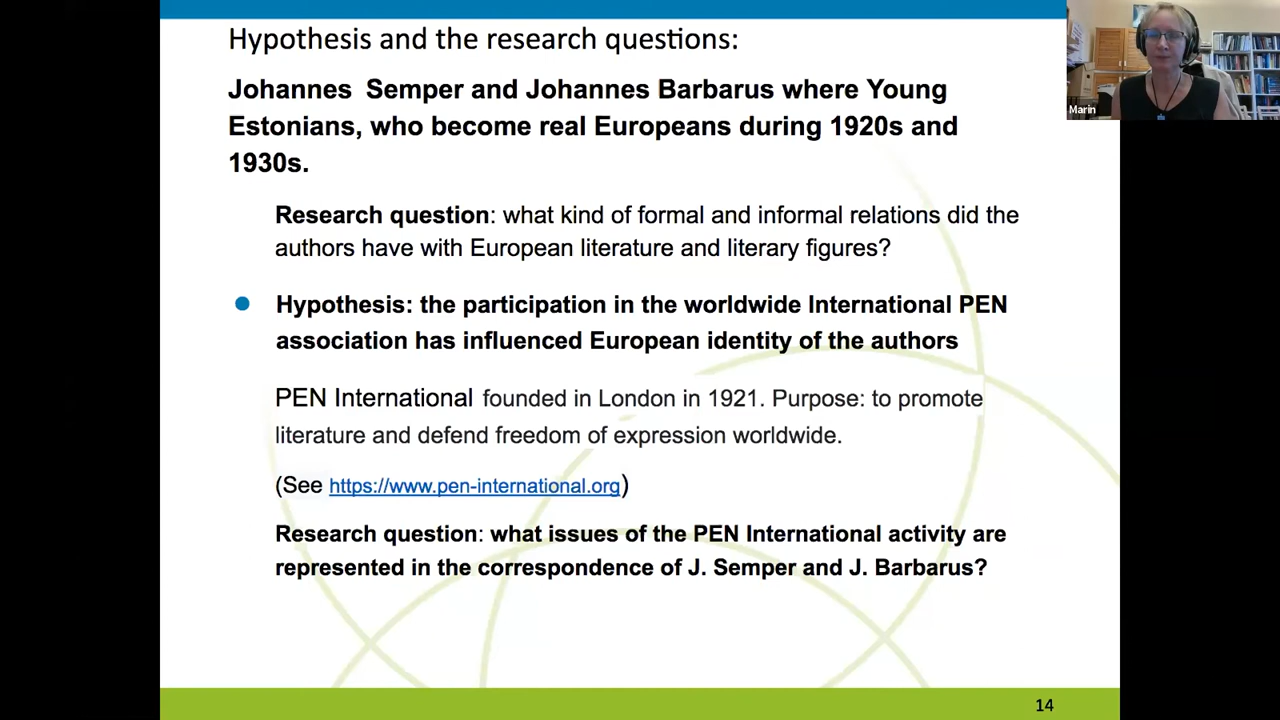 Hypothesis and the research questions:
Johannes Semper and Johannes Barbarus where Young
Estonians, who become real Europeans during 1920s and
1930s.
Research question: what kind of formal and informal relations did the
authors have with European literature and literary figures?
Hypothesis: the participation in the worldwide International PEN
association has influenced European identity of the authors
PEN International founded in London in 1921. Purpose: to promote
literature and defend freedom of expression worldwide.
(See https://www.pen-international.org)
Research question: what issues of the PEN International activity are
represented in the correspondence of J. Semper and J. Barbarus?
14
Marin